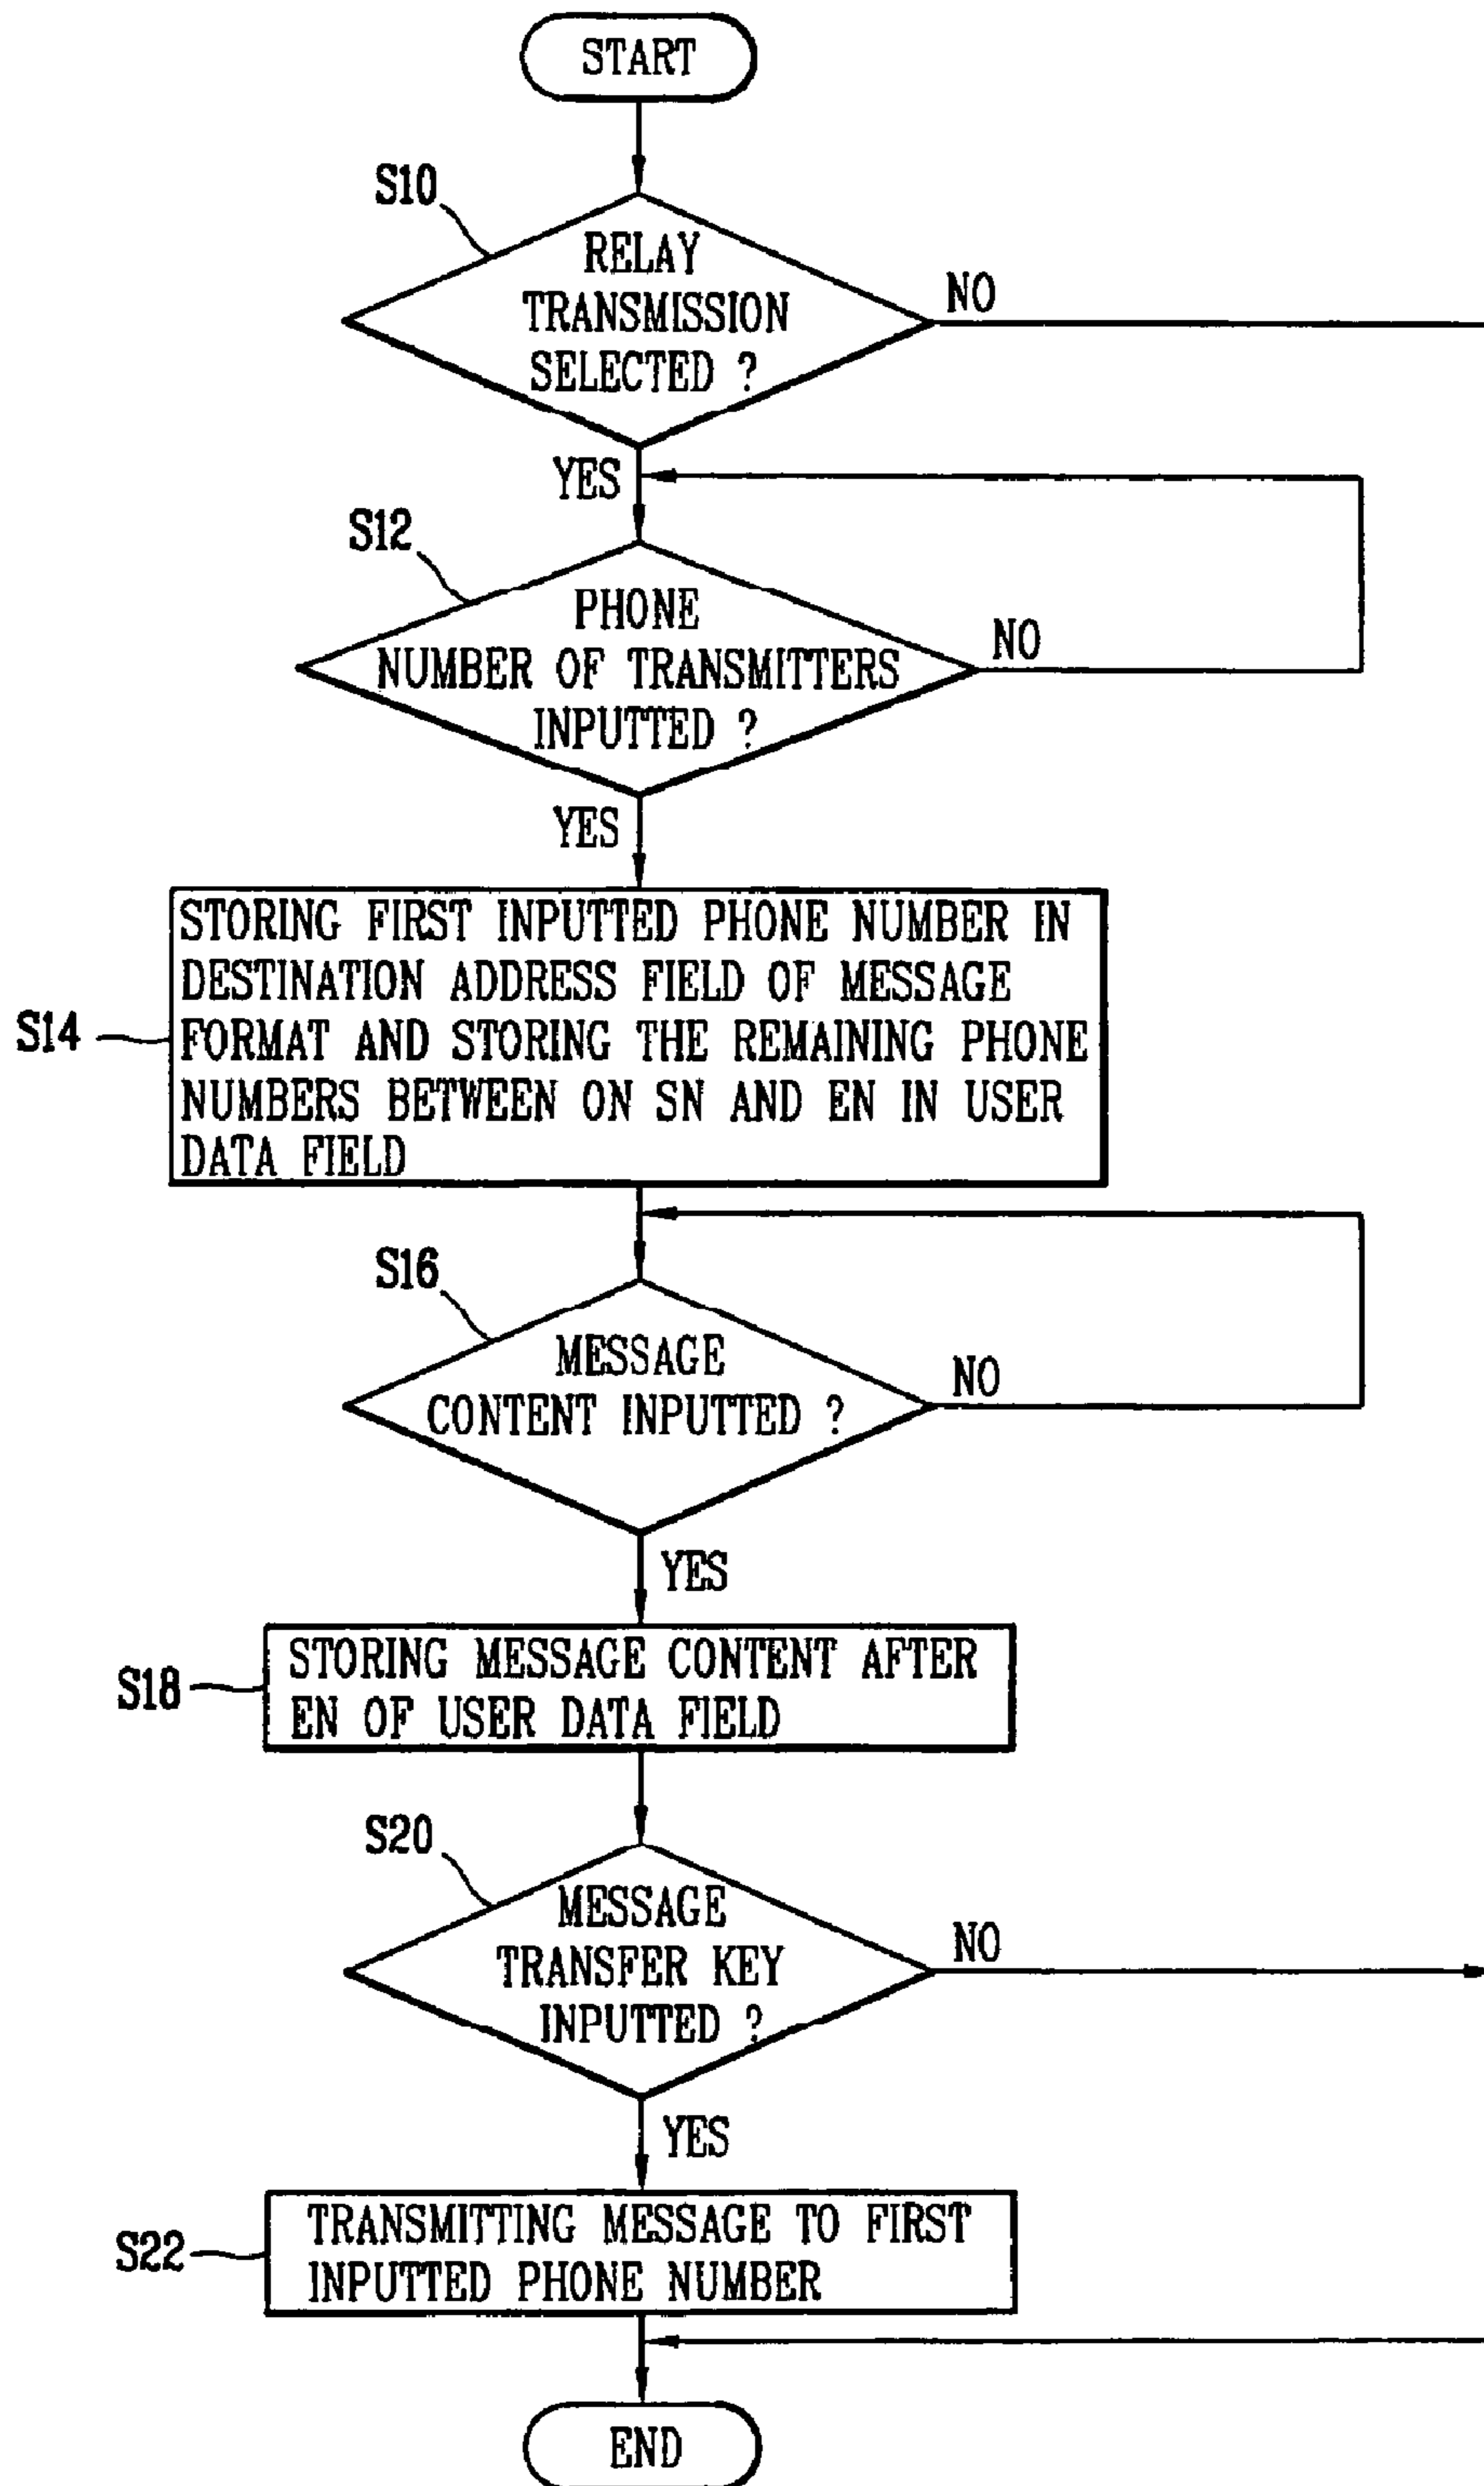 START
S10
RELAY
TRANSMISSION
SELECTED ?
NO
YES
S12
PHONE
NUMBER OF TRANSMITTERS
INPUTTED ?
NO
YES
S14
STORING FIRST INPUTTED PHONE NUMBER IN
DESTINATION ADDRESS FIELD OF MESSAGE
FORMAT AND STORING THE REMAINING PHONE
NUMBERS BETWEEN ON SN AND EN IN USER
DATA FIELD
S16
MESSAGE
CONTENT INPUTTED ?
NO
YES
S18
STORING MESSAGE CONTENT AFTER
EN OF USER DATA FIELD
S20
MESSAGE
TRANSFER KEY
INPUTTED ?
NO
YES
S22
TRANSMITTING MESSAGE TO FIRST
INPUTTED PHONE NUMBER
END